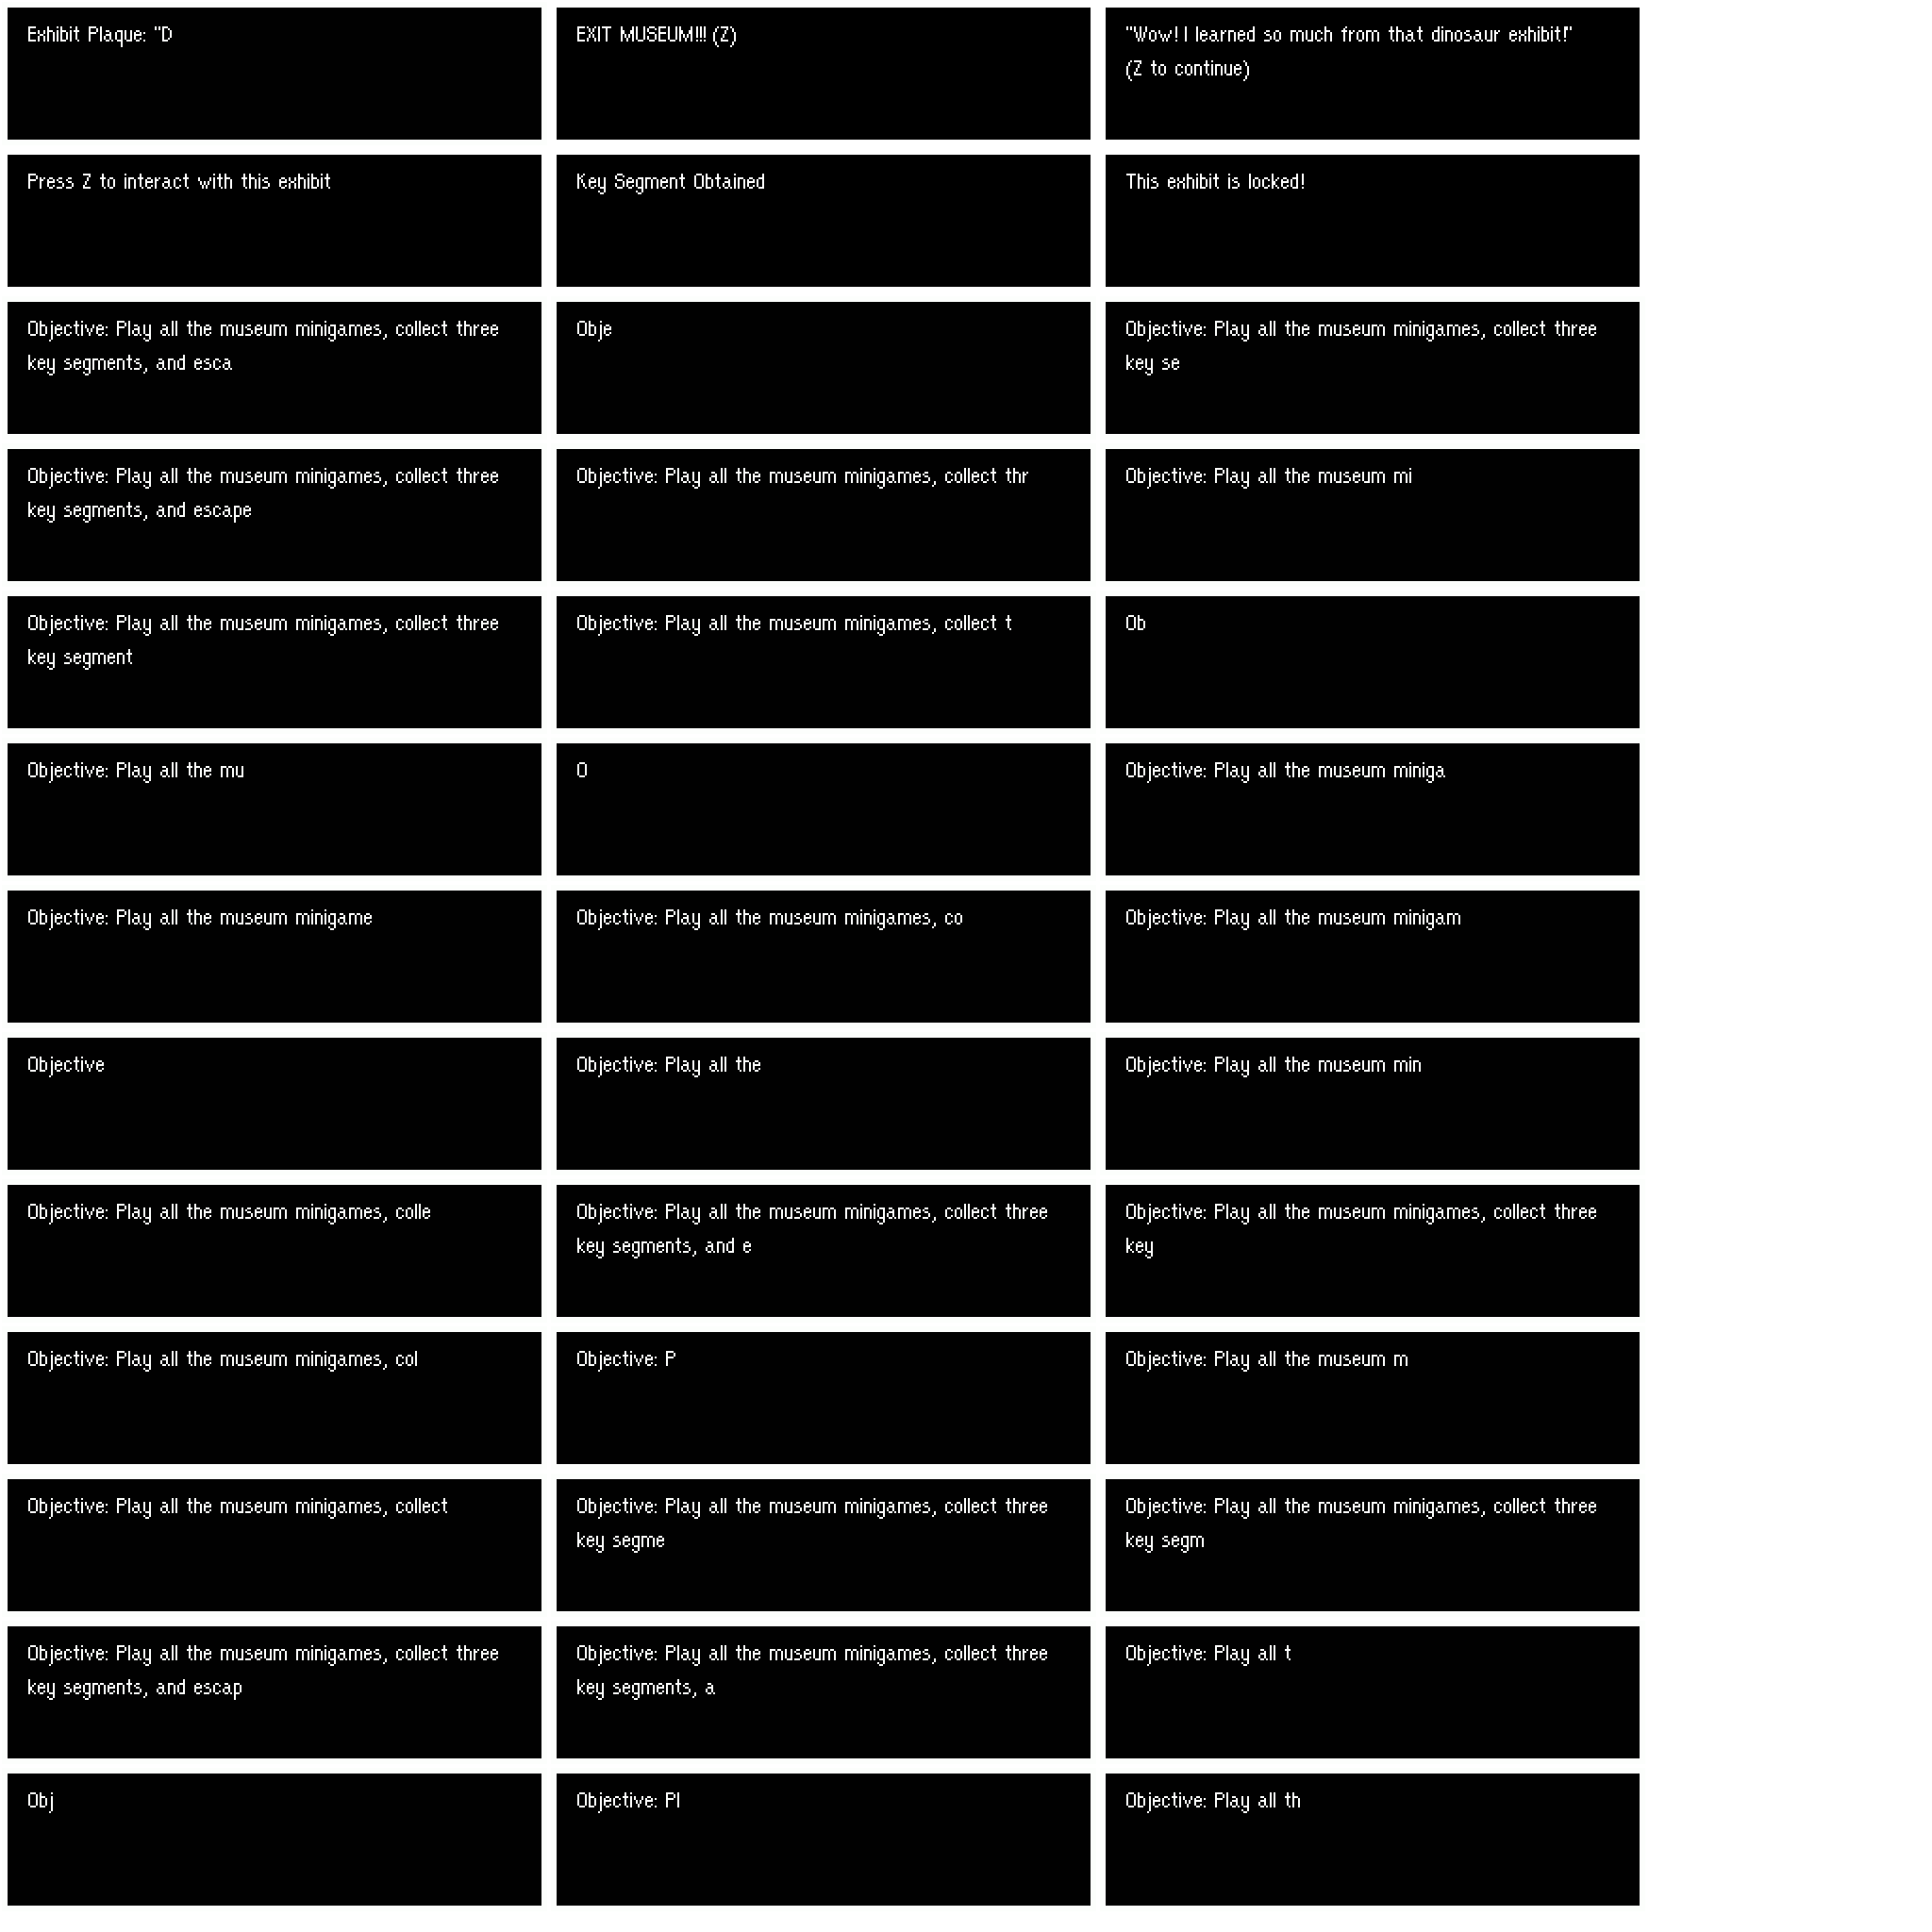 Exhibit Plaque: "D
EXIT MUSEUM!!! (Z)
"Wow! I learned so much from that dinosaur exhibit!"
(Z to continue)
Press Z to interact with this exhibit
Key Segment Obtained
This exhibit is locked!
Objective: Play all the museum minigames, collect three
key segments, and esca
Obje
Objective: Play all the museum minigames, collect three
key se
Objective: Play all the museum minigames, collect three
key segments, and escape
Objective: Play all the museum minigames, collect thr
Objective: Play all the museum mi
Objective: Play all the museum minigames, collect three
key segment
Objective: Play all the museum minigames, collect t
Ob
Objective: Play all the mu
O
Objective: Play all the museum miniga
Objective: Play all the museum minigame
Objective: Play all the museum minigames, co
Objective: Play all the museum minigam
Objective
Objective: Play all the
Objective: Play all the museum min
Objective: Play all the museum minigames, colle
Objective: Play all the museum minigames, collect three
key segments, and e
Objective: Play all the museum minigames, collect three
key
Objective: Play all the museum minigames, col
Objective: P
Objective: Play all the museum m
Objective: Play all the museum minigames, collect
Objective: Play all the museum minigames, collect three
key segme
Objective: Play all the museum minigames, collect three
key segm
Objective: Play all the museum minigames, collect three
key segments, and escap
Objective: Play all the museum minigames, collect three
key segments, a
Objective: Play all t
Obj
Objective: Pl
Objective: Play all th